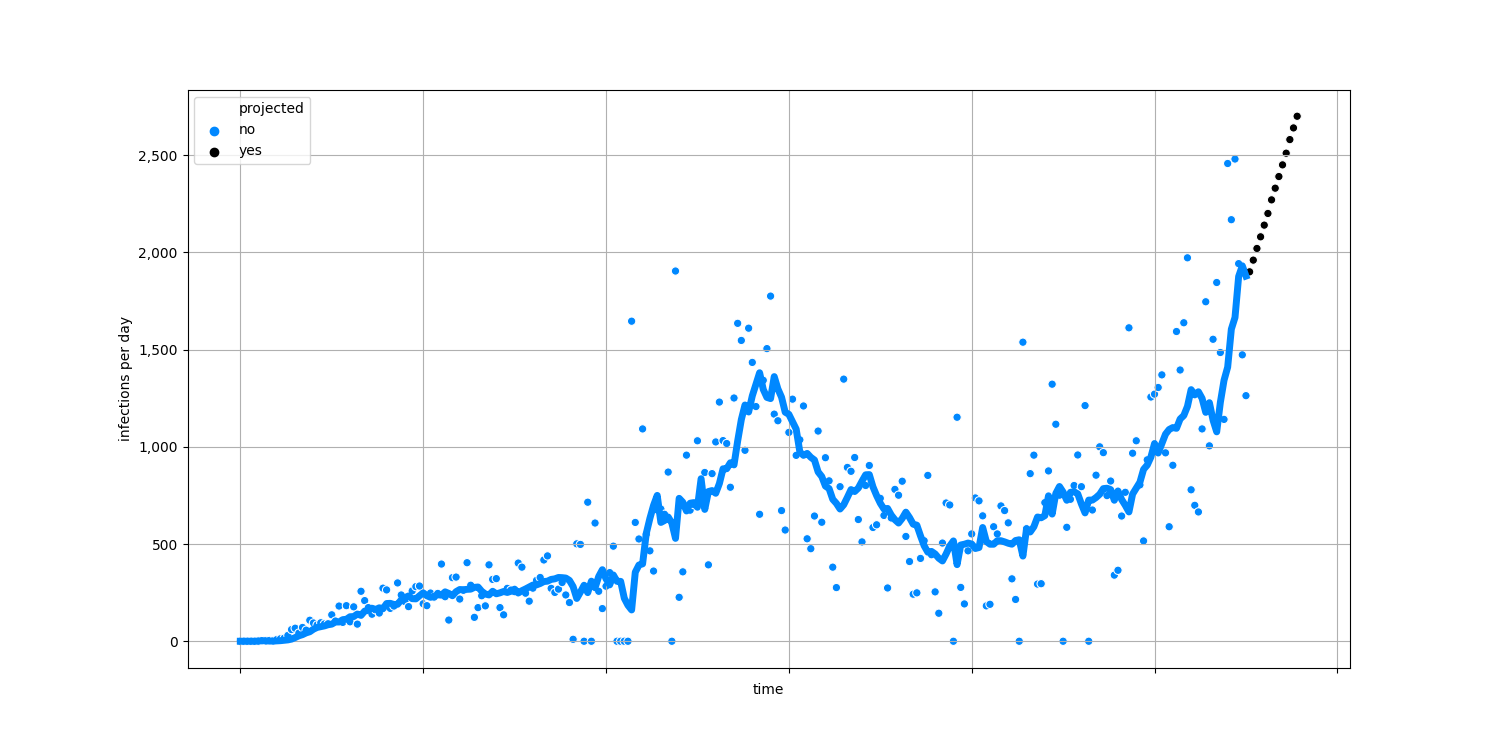 projected
no
yes
2,500
2,000
1,500
1,000
500
0
infections per day
time